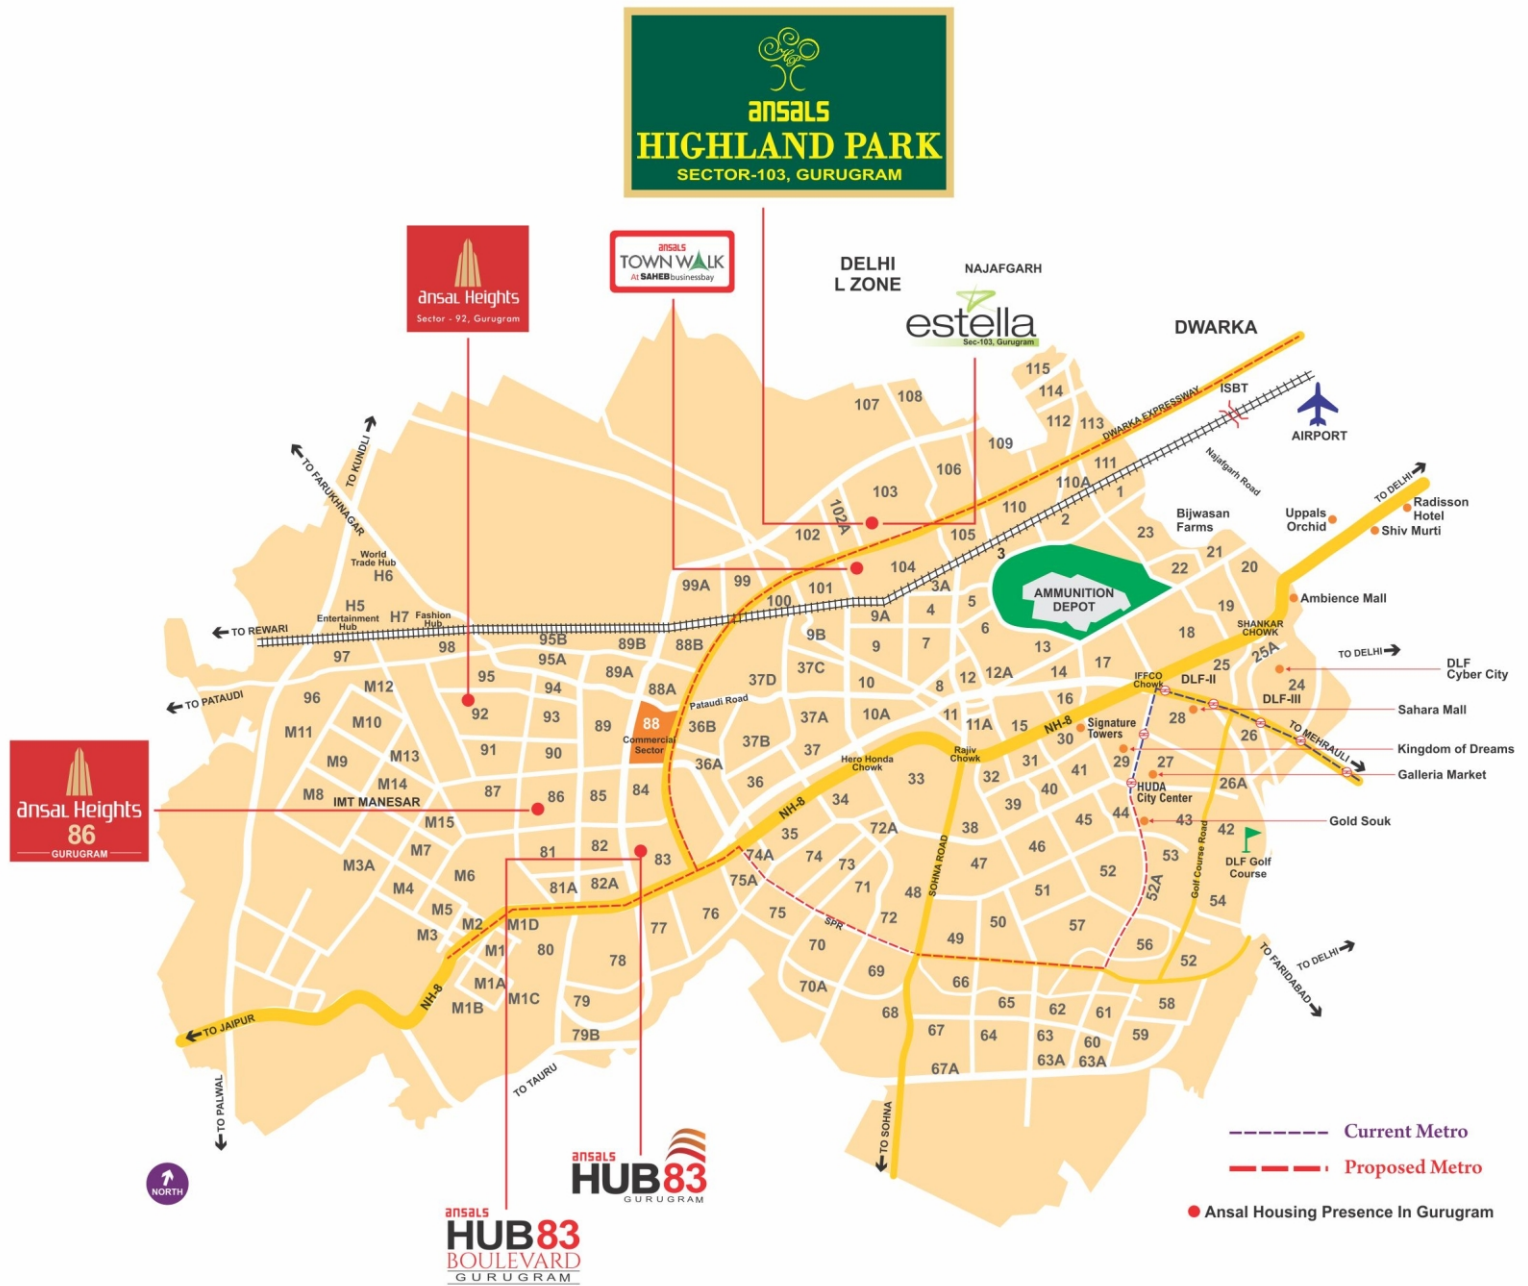 ansals
HIGHLAND PARK
SECTOR-103, GURUGRAM
ansal Heights
Sector - 92, Gurugram
ansals
TOWN WALK
At SAHEB businessbay
DELHI
L ZONE
NAJAFGARH
estella
Sec-103, Gurugram
DWARKA
ISBT
AIRPORT
DWARKA EXPRESSWAY
Najafgarh Road
115
114
112
113
107
108
109
111
106
110A
1
103
102A
110
2
102
105
23
Bijwasan
Farms
TO DELHI
Radisson
Hotel
Uppals
Orchid
Shiv Murti
TO KUNDLI
TO FARUKHNAGAR
World
Trade Hub
H6
H5
Entertainment
Hub
H7
Fashion
Hub
TO REWARI
3
104
3A
99A
99
101
100
AMMUNITION
DEPOT
21
22
20
19
Ambience Mall
SHANKAR
CHOWK
18
9A
4
5
6
9B
9
7
13
95B
89B
88B
98
97
95A
89A
95
94
88A
37D
37C
10
8
12
12A
14
17
IFFCO
Chowk
DLF-II
25
25A
TO DELHI
DLF
Cyber City
24
DLF-III
TO PATAUDI
96
M12
M11
M10
92
93
89
88
Commercial
Sector
Pataudi Road
36B
37A
10A
11
11A
15
16
NH-8
30
Signature
Towers
28
Sahara Mall
26
TO MEHRAULI
M9
M13
91
90
37B
37
Hero Honda
Chowk
Rajiv
Chowk
31
29
27
Kingdom of Dreams
Galleria Market
36A
36
33
32
41
40
HUDA
City Center
26A
ansal Heights
86
GURUGRAM
M8
M14
IMT MANESAR
87
86
85
84
NH-8
34
39
45
44
43
42
Gold Souk
DLF Golf
Course
M15
M7
M3A
M6
M4
81
82
83
81A
82A
35
74A
75A
74
73
72A
71
38
SOHNA ROAD
47
46
51
52
52A
53
Golf Course Road
54
M5
M2
M3
M1
M1D
M1A
M1B
M1C
80
78
77
76
75
SPR
70
70A
72
48
50
49
57
56
52
69
66
68
65
62
61
58
67
64
63
60
59
67A
63A
63A
79
79B
NH-8
TO JAIPUR
TO PALWAL
TO TAURU
TO SOHNA
TO FARIDABAD
TO DELHI
NORTH
ansals
HUB 83
GURUGRAM
ansals
HUB 83
BOULEVARD
GURUGRAM
Current Metro
Proposed Metro
Ansal Housing Presence In Gurugram